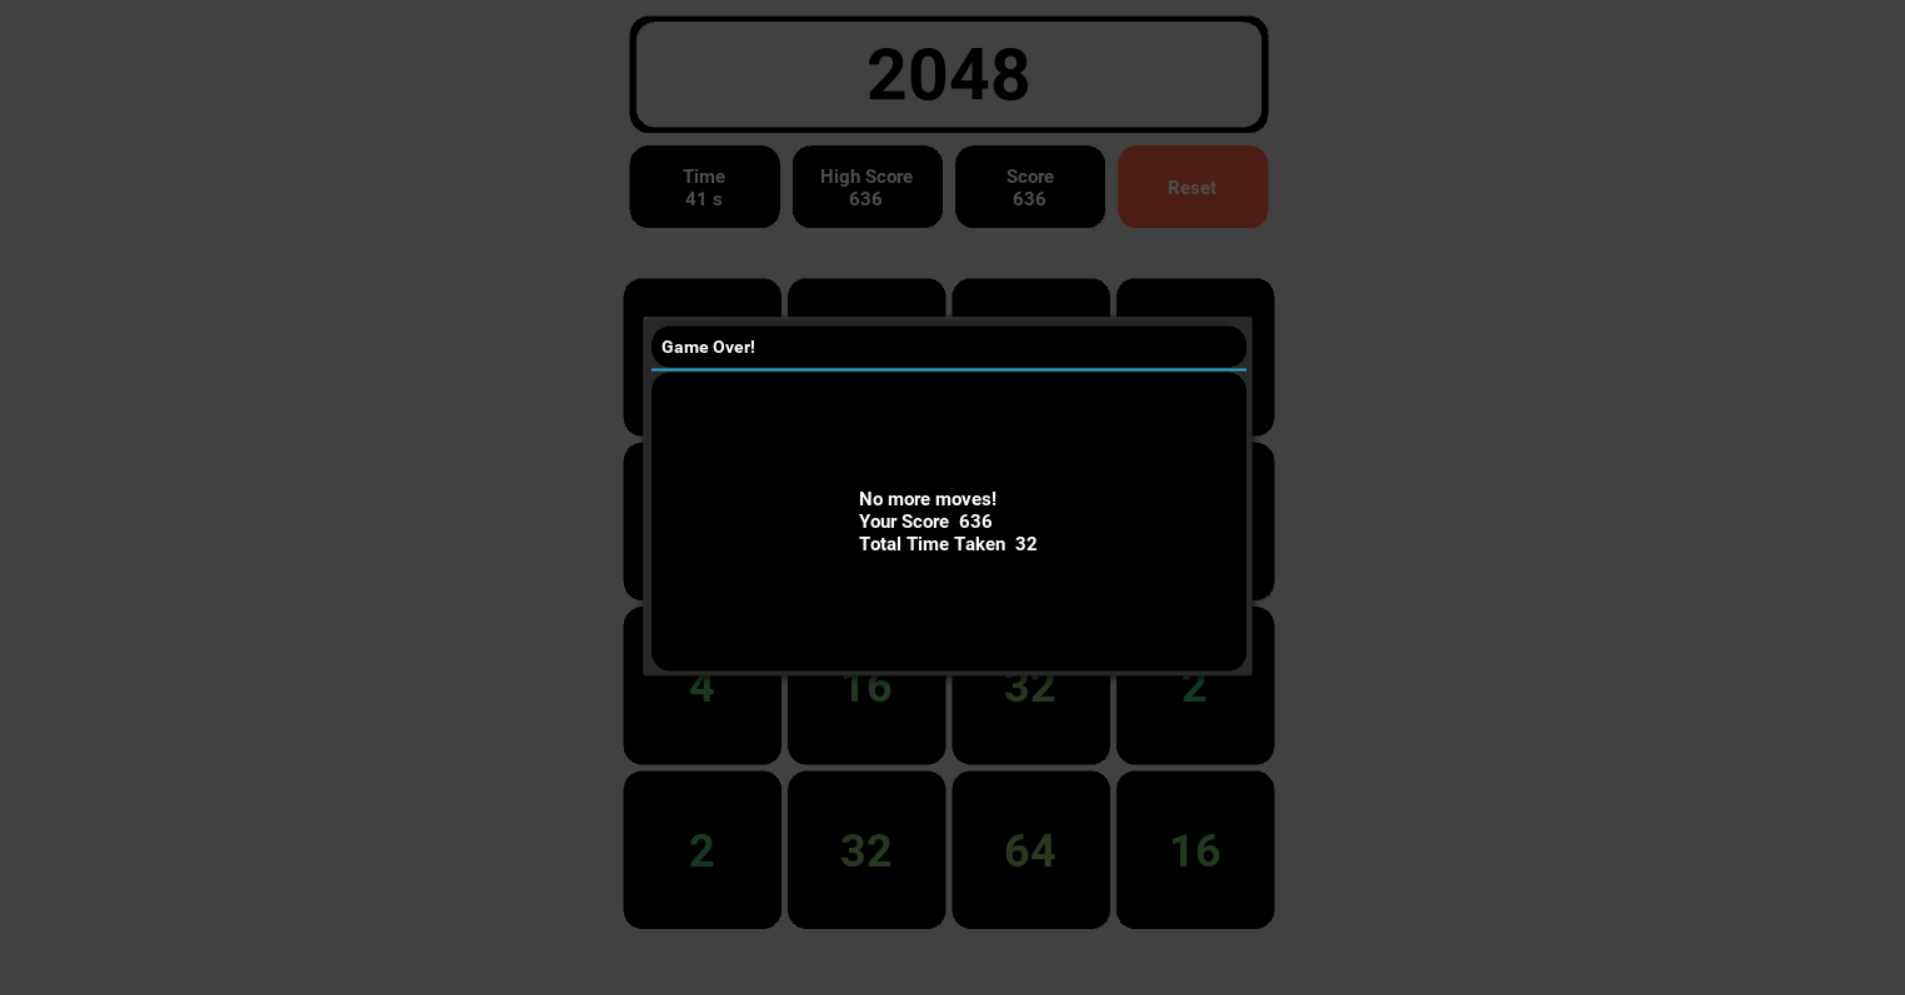 2048
Time
41 s
High Score
636
Score
636
Reset
Game Over!
No more moves!
Your Score  636
Total Time Taken  32
4 16 32 2
2 32 64 16